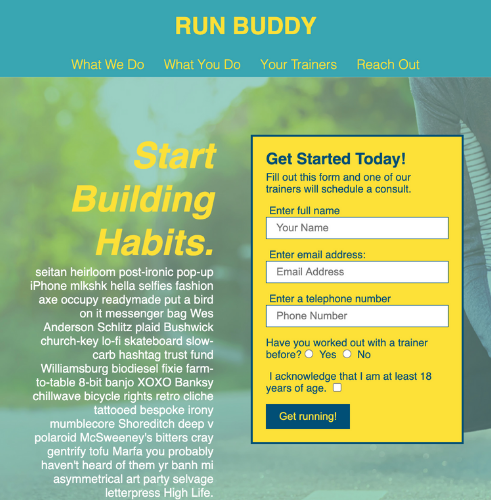 RUN BUDDY
What We Do
What You Do
Your Trainers
Reach Out
Start
Building
Habits.
seitan heirloom post-ironic pop-up
iPhone mlkshk hella selfies fashion
axe occupy readymade put a bird
on it messenger bag Wes
Anderson Schlitz plaid Bushwick
church-key lo-fi skateboard slow-
carb hashtag trust fund
Williamsburg biodiesel fixie farm-
to-table 8-bit banjo XOXO Banksy
chillwave bicycle rights retro cliche
tattooed bespoke irony
mumblecore Shoreditch deep v
polaroid McSweeney's bitters cray
gentrify tofu Marfa you probably
haven't heard of them yr banh mi
asymmetrical art party selvage
letterpress High Life.
Get Started Today!
Fill out this form and one of our
trainers will schedule a consult.
Enter full name
Your Name
Enter email address:
Email Address
Enter a telephone number
Phone Number
Have you worked out with a trainer
before? Yes No
I acknowledge that I am at least 18
years of age.
Get running!